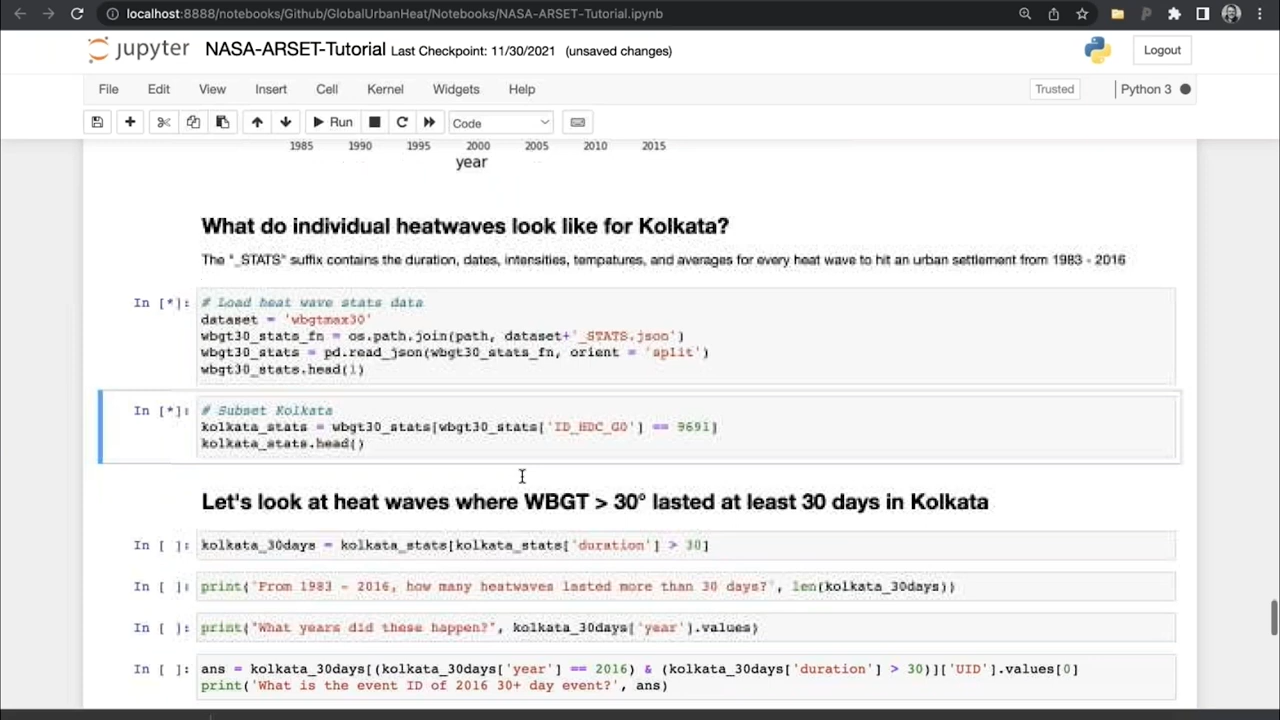 localhost:8888/notebooks/Github/GlobalUrbanHeat/Notebooks/NASA-ARSET-Tutorial.ipynb
jupyter NASA-ARSET-Tutorial Last Checkpoint: 11/30/2021 (unsaved changes) Logout
File Edit View Insert Cell Kernel Widgets Help Trusted Python 3
Run Code
1985 1990 1995 2000 2005 2010 2015
year
What do individual heatwaves look like for Kolkata?
The "_STATS" suffix contains the duration, dates, intensities, tempatures, and averages for every heat wave to hit an urban settlement from 1983 - 2016
In [*]: # Load heat wave stats data
dataset = 'wbgtmax30'
wbgt30_stats_fn = os.path.join(path, dataset+'_STATS.json')
wbgt30_stats = pd.read_json(wbgt30_stats_fn, orient = 'split')
wbgt30_stats.head(1)
In [*]: # Subset Kolkata
kolkata_stats = wbgt30_stats[wbgt30_stats['ID_HDC_G0'] == 9691]
kolkata_stats.head()
Let's look at heat waves where WBGT > 30° lasted at least 30 days in Kolkata
In [ ]: kolkata_30days = kolkata_stats[kolkata_stats['duration'] > 30]
In [ ]: print('From 1983 - 2016, how many heatwaves lasted more than 30 days?', len(kolkata_30days))
In [ ]: print("What years did these happen?", kolkata_30days['year'].values)
In [ ]: ans = kolkata_30days[(kolkata_30days['year'] == 2016) & (kolkata_30days['duration'] > 30)]['UID'].values[0]
print('What is the event ID of 2016 30+ day event?', ans)